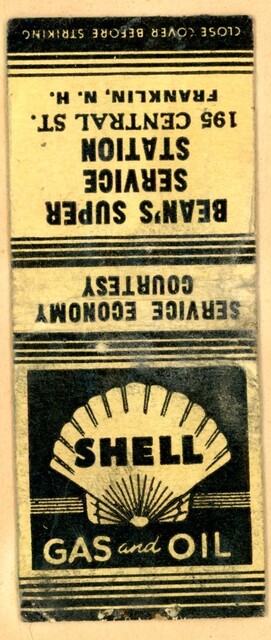 CLOSE COVER BEFORE STRIKING
BEAN'S SUPER
SERVICE
STATION
195 CENTRAL ST.
FRANKLIN, N. H.
SERVICE ECONOMY
COURTESY
SHELL
GAS and OIL